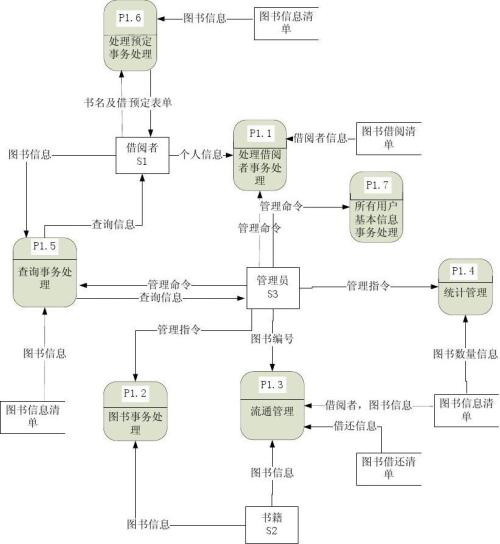 P1.6
处理预定
事务处理
图书信息
图书信息清
单
书名及借
预定表单
借阅者
S1
图书信息
个人信息
P1.1
处理借阅
者事务处
理
借阅者信息
图书借阅清
单
P1.7
所有用户
基本信息
事务处理
管理命令
管理命令
查询信息
P1.5
查询事务处
理
管理命令
查询信息
管理员
S3
管理指令
P1.4
统计管理
图书信息
管理指令
图书编号
图书数量信息
图书信息清
单
P1.2
图书事务处
理
P1.3
流通管理
借阅者，图书信息
借还信息
图书信息清
单
图书借还清
单
图书信息
图书信息
书籍
S2